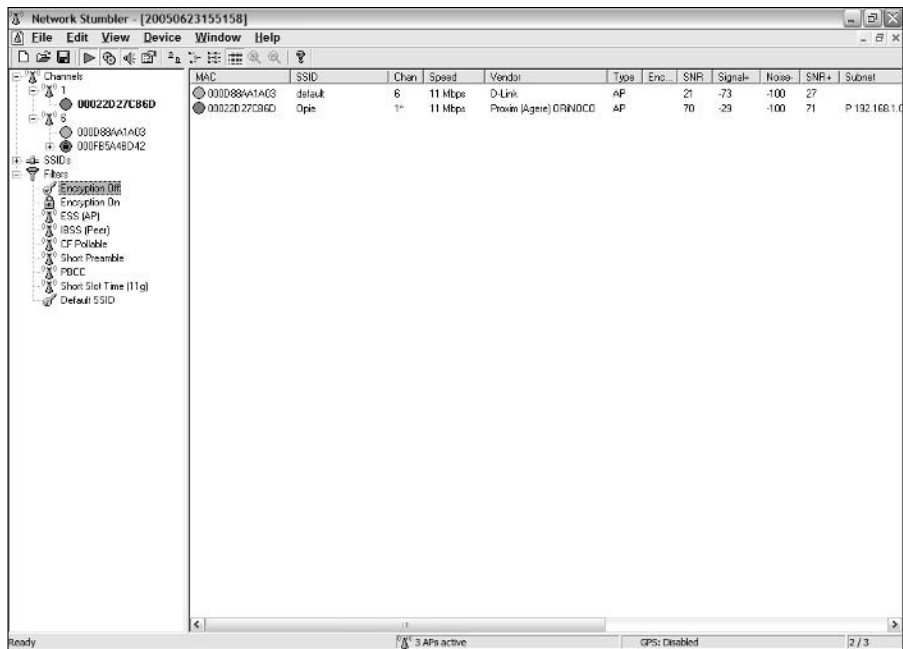 Network Stumbler - [20050623155158]
File Edit View Device Window Help
Channels
1
00022D27CB6D
6
000D88AA1A03
000FB5A4BD42
SSIDs
Filters
Encryption Off
Encryption On
ESS (AP)
IBSS (Peer)
CF Pollable
Short Preamble
PBCC
Short Slot Time (11g)
Default SSID
MAC SSID Chan Speed Vendor Type Enc... SNR Signal+ Noise- SNR+ Subnet
000D88AA1A03 default 6 11 Mbps D-Link AP 21 -73 -100 27
00022D27CB6D Opie 1* 11 Mbps Proxim (Agere) ORiNOCO AP 70 -29 -100 71 P 192.168.1.0
Ready 3 APs active GPS: Disabled 2 / 3